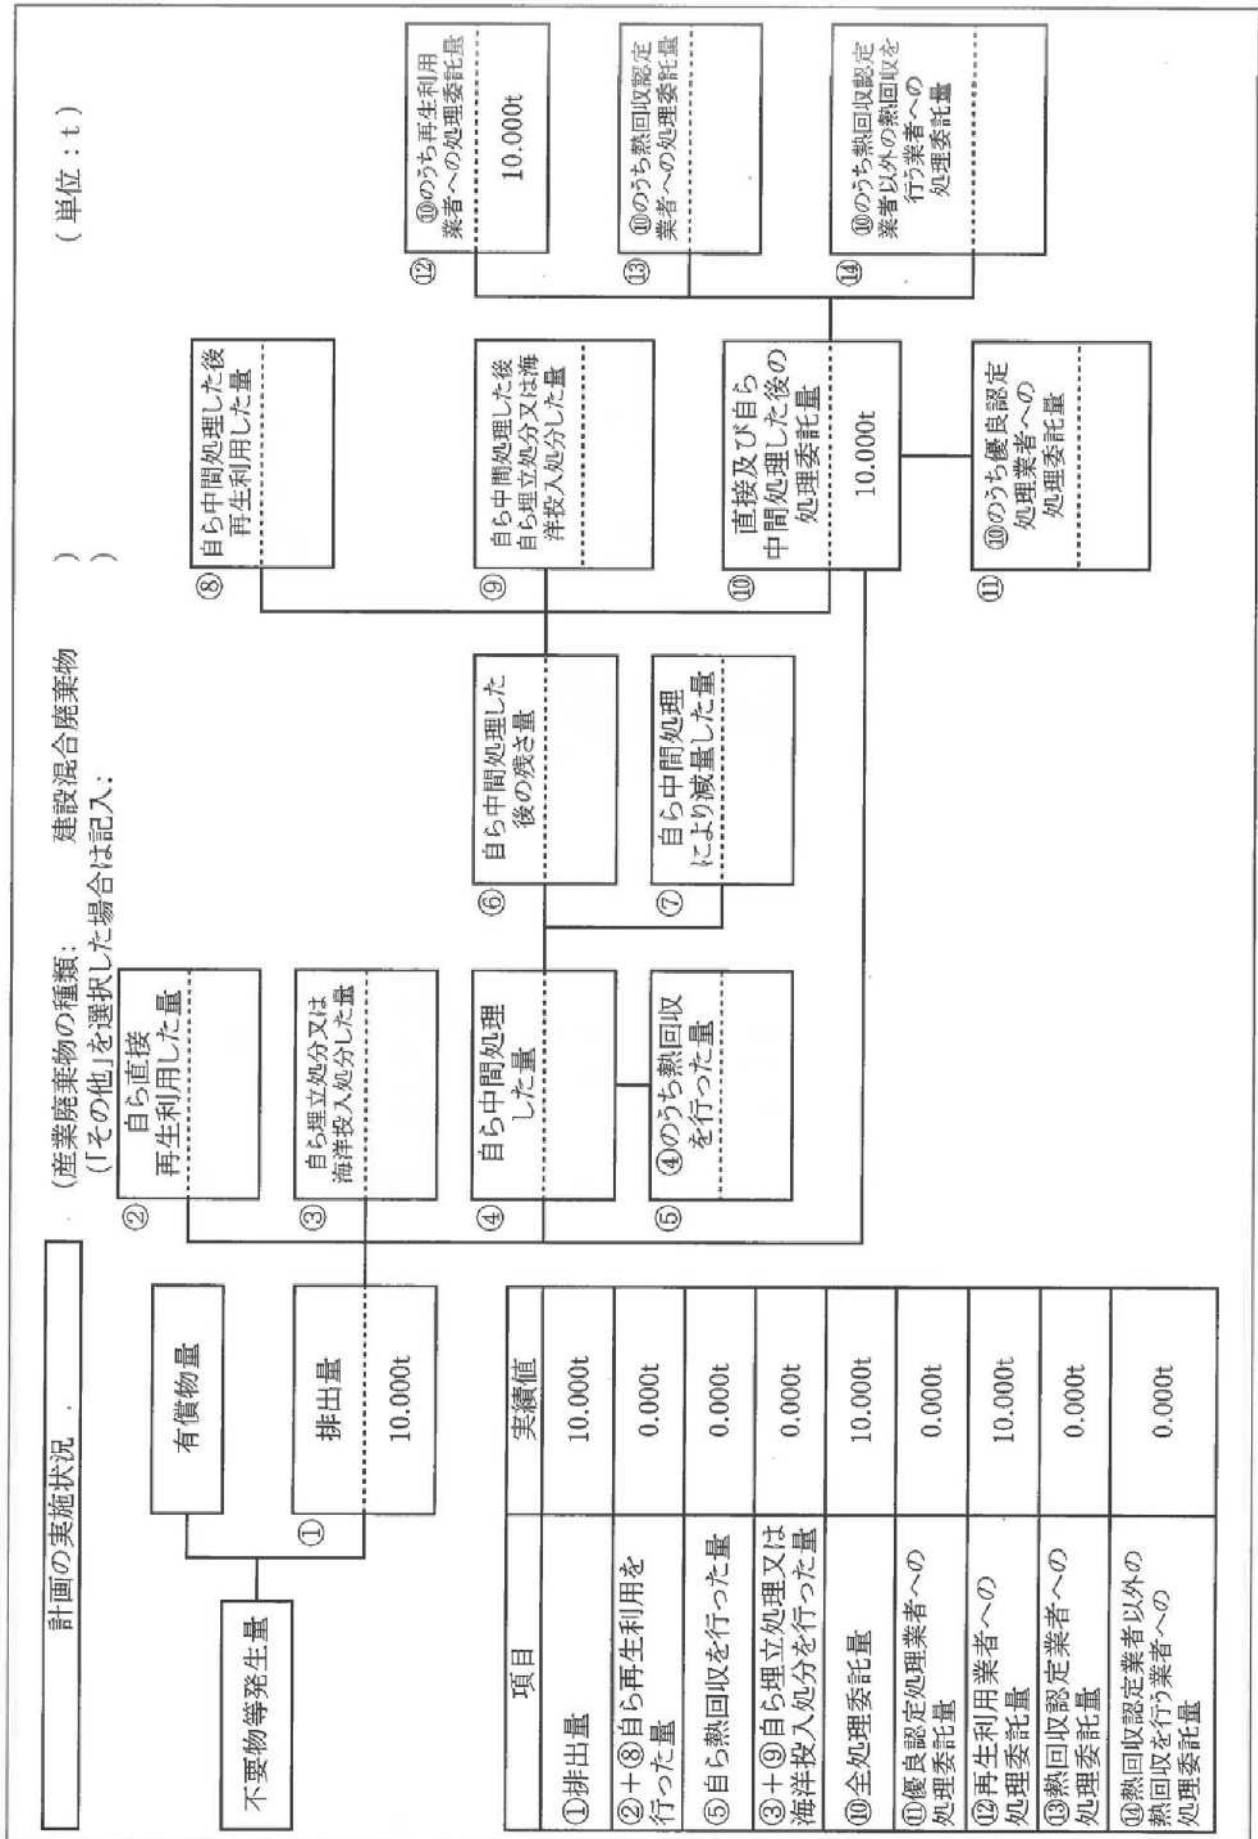 計画の実施状況
(産業廃棄物の種類: 建設混合廃棄物 )
(「その他」を選択した場合は記入: )
(単位:t)
不要物等発生量
有償物量
①
排出量
10.000t
②
自ら直接
再生利用した量
③
自ら埋立処分又は
海洋投入処分した量
④
自ら中間処理
した量
⑤
④のうち熱回収
を行った量
⑥
自ら中間処理した
後の残さ量
⑦
自ら中間処理
により減量した量
⑧
自ら中間処理した後
再生利用した量
⑨
自ら中間処理した後
自ら埋立処分又は海
洋投入処分した量
⑩
直接及び自ら
中間処理した後の
処理委託量
10.000t
⑪
⑩のうち優良認定
処理業者への
処理委託量
⑫
⑩のうち再生利用
業者への処理委託量
10.000t
⑬
⑩のうち熱回収認定
業者への処理委託量
⑭
⑩のうち熱回収認定
業者以外の熱回収を
行う業者への
処理委託量
項目 実績値
①排出量 10.000t
②+⑧自ら再生利用を
行った量 0.000t
⑤自ら熱回収を行った量 0.000t
③+⑨自ら埋立処理又は
海洋投入処分を行った量 0.000t
⑩全処理委託量 10.000t
⑪優良認定処理業者への
処理委託量 0.000t
⑫再生利用業者への
処理委託量 10.000t
⑬熱回収認定業者への
処理委託量 0.000t
⑭熱回収認定業者以外の
熱回収を行う業者への
処理委託量 0.000t